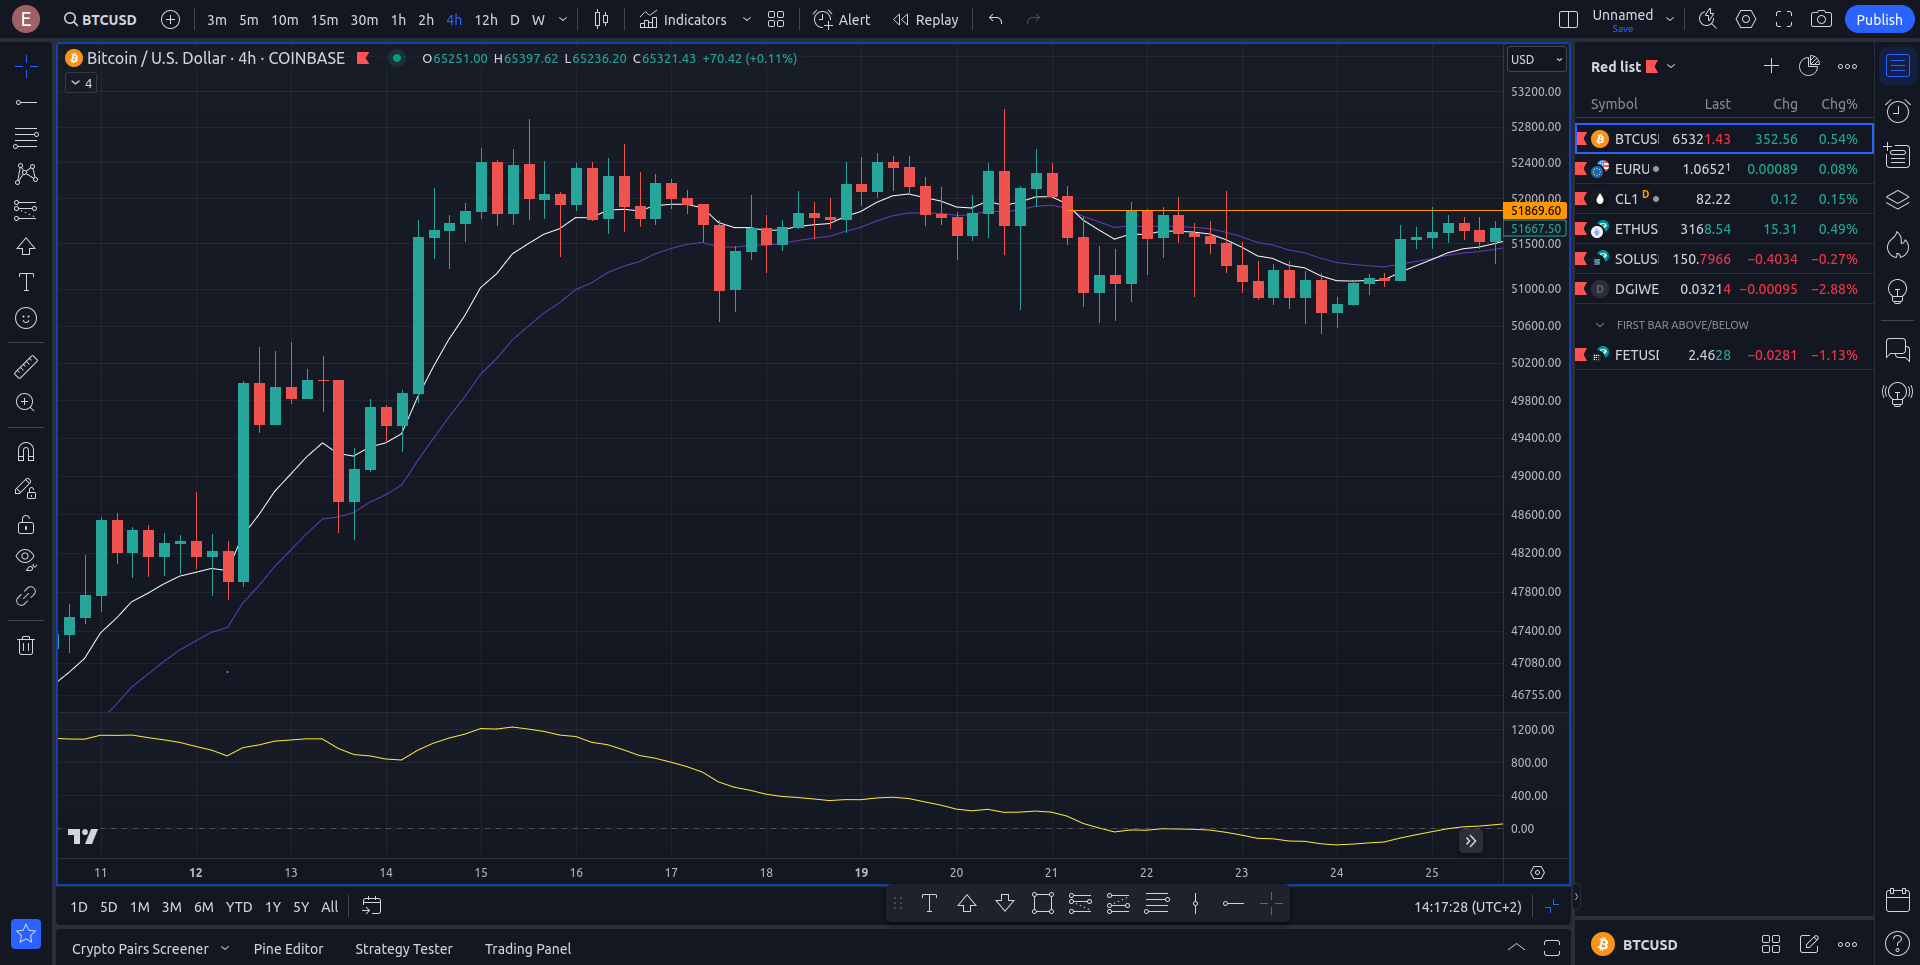 E
BTCUSD
3m 5m 10m 15m 30m 1h 2h 4h 12h D W
Indicators
Alert
Replay
Unnamed
Save
Publish
Bitcoin / U.S. Dollar · 4h · COINBASE
O65251.00 H65397.62 L65236.20 C65321.43 +70.42 (+0.11%)
4
USD
53200.00
52800.00
52400.00
52000.00
51869.60
51667.50
51500.00
51000.00
50600.00
50200.00
49800.00
49400.00
49000.00
48600.00
48200.00
47800.00
47400.00
47080.00
46755.00
1200.00
800.00
400.00
0.00
11 12 13 14 15 16 17 18 19 20 21 22 23 24 25
1D 5D 1M 3M 6M YTD 1Y 5Y All
14:17:28 (UTC+2)
Crypto Pairs Screener
Pine Editor
Strategy Tester
Trading Panel
Red list
Symbol Last Chg Chg%
BTCUS 65321.43 352.56 0.54%
EURU 1.06521 0.00089 0.08%
CL1 D 82.22 0.12 0.15%
ETHUS 3168.54 15.31 0.49%
SOLUS 150.7966 −0.4034 −0.27%
D DGIWE 0.03214 −0.00095 −2.88%
FIRST BAR ABOVE/BELOW
FETUSI 2.4628 −0.0281 −1.13%
BTCUSD